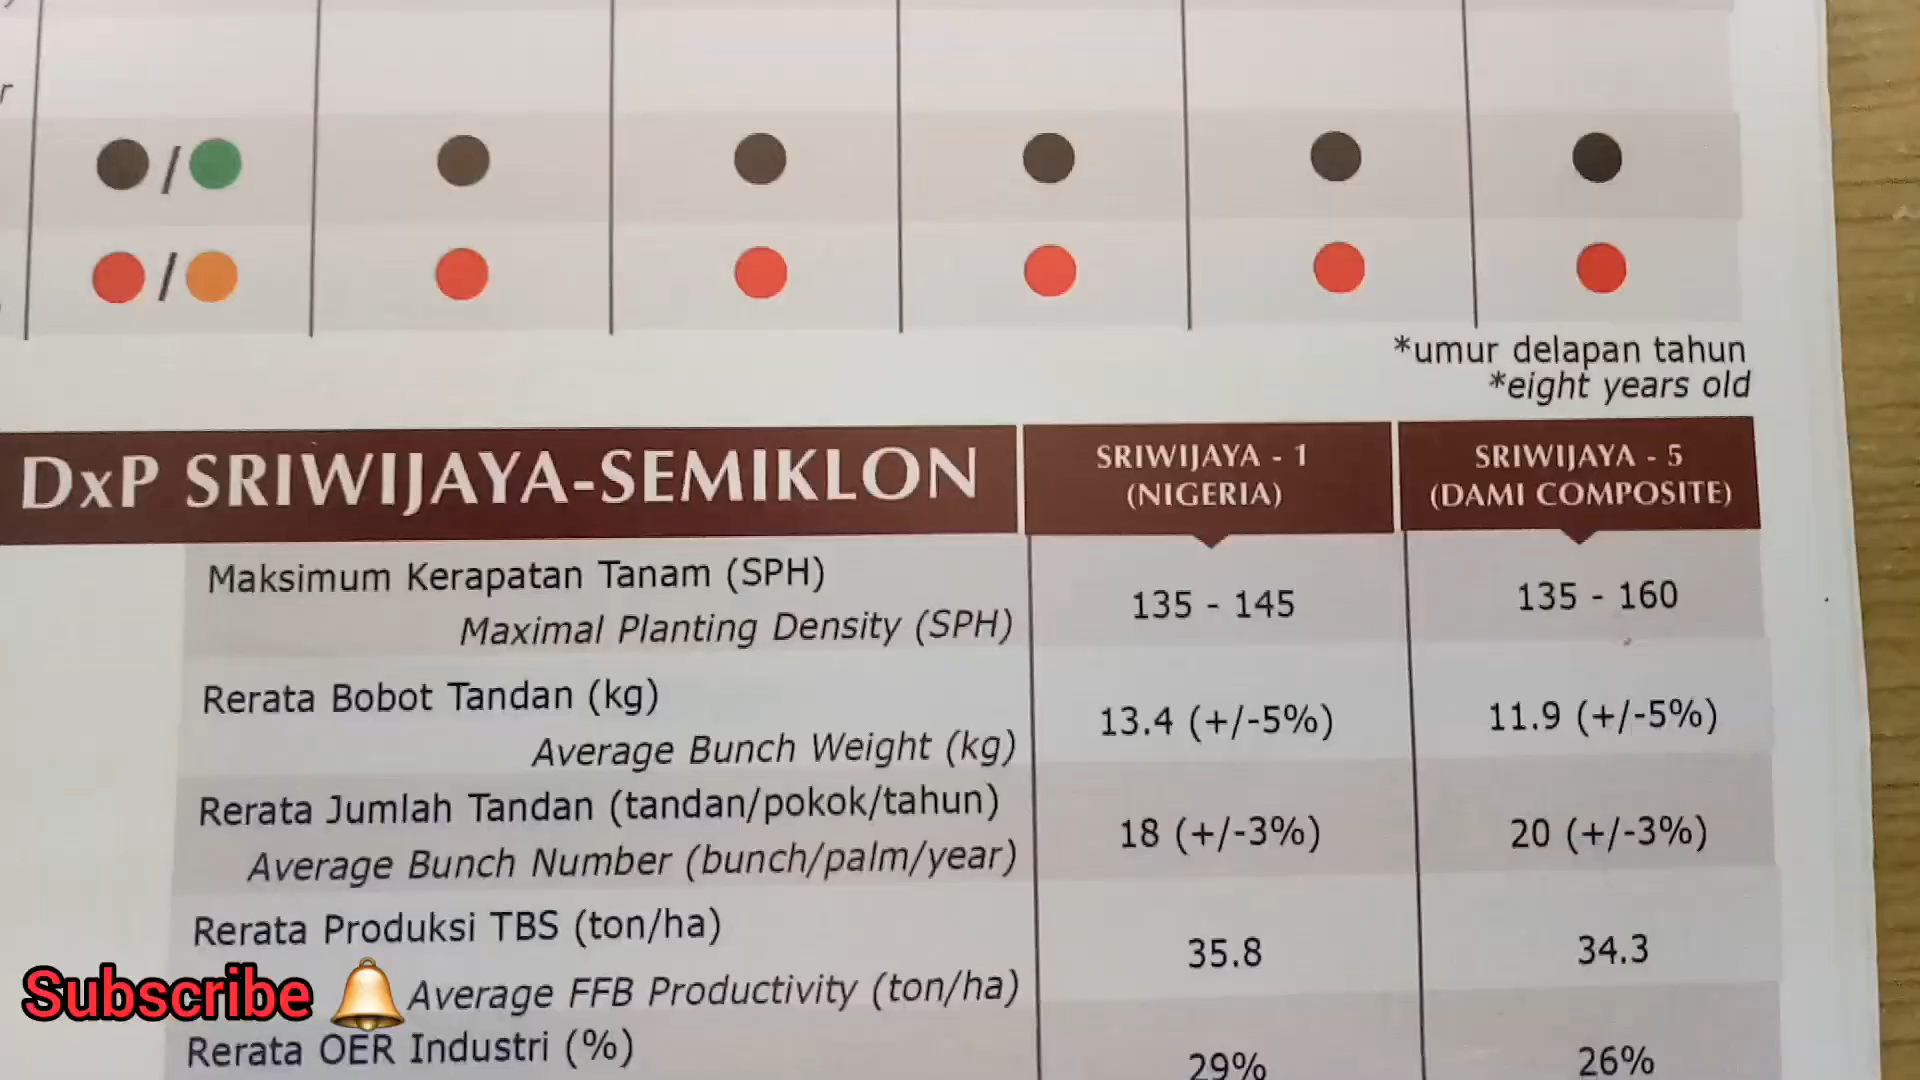 r
/
/
*umur delapan tahun
*eight years old
DxP SRIWIJAYA-SEMIKLON
SRIWIJAYA - 1
(NIGERIA)
SRIWIJAYA - 5
(DAMI COMPOSITE)
Maksimum Kerapatan Tanam (SPH)
Maximal Planting Density (SPH)
135 - 145
135 - 160
Rerata Bobot Tandan (kg)
Average Bunch Weight (kg)
13.4 (+/-5%)
11.9 (+/-5%)
Rerata Jumlah Tandan (tandan/pokok/tahun)
Average Bunch Number (bunch/palm/year)
18 (+/-3%)
20 (+/-3%)
Rerata Produksi TBS (ton/ha)
Average FFB Productivity (ton/ha)
35.8
34.3
Subscribe
Rerata OER Industri (%)
29%
26%